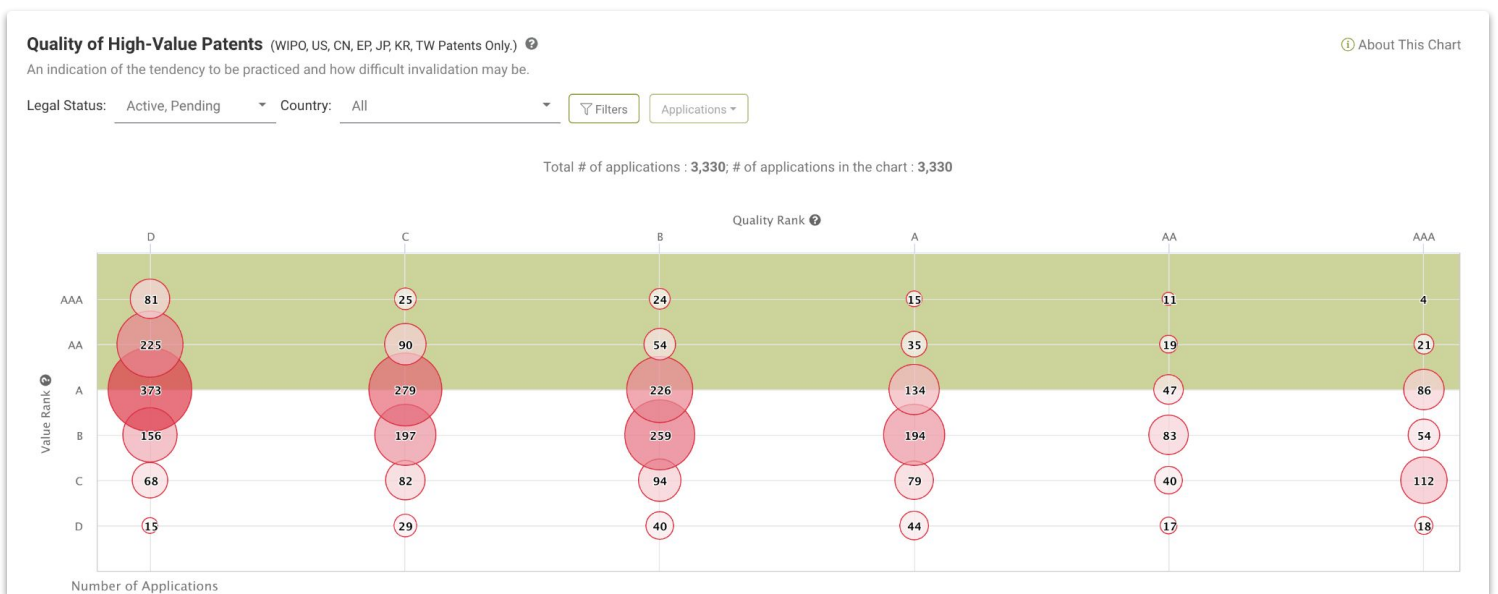 Quality of High-Value Patents (WIPO, US, CN, EP, JP, KR, TW Patents Only.) ?
About This Chart
An indication of the tendency to be practiced and how difficult invalidation may be.
Legal Status: Active, Pending Country: All Filters Applications
Total # of applications : 3,330; # of applications in the chart : 3,330
Quality Rank ?
D C B A AA AAA
Value Rank ?
AAA 81 25 24 15 11 4
AA 225 90 54 35 19 21
A 373 279 226 134 47 86
B 156 197 259 194 83 54
C 68 82 94 79 40 112
D 15 29 40 44 17 18
Number of Applications